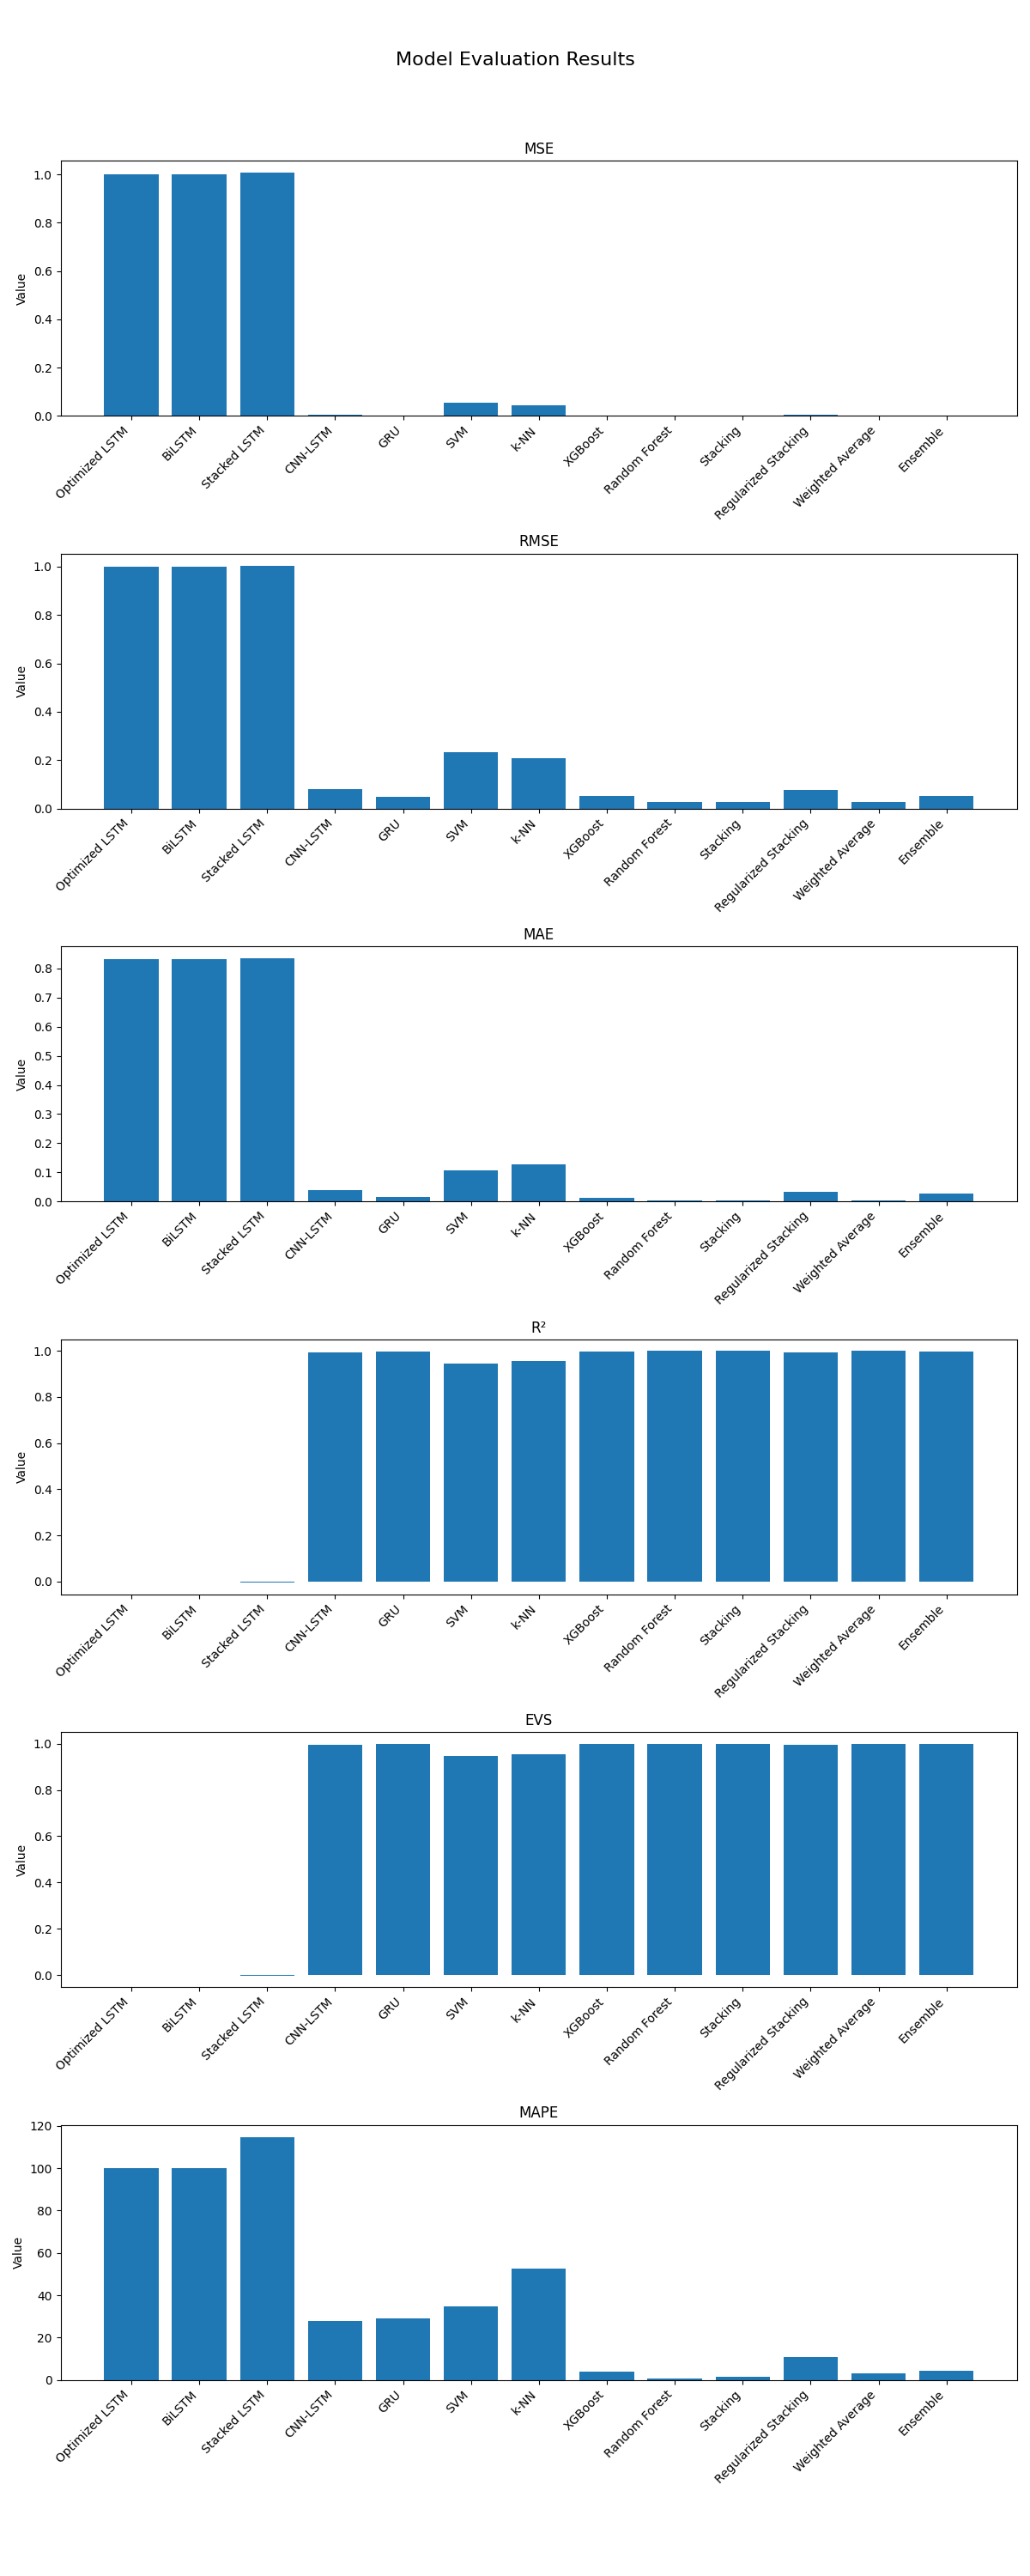 Model Evaluation Results
MSE
Value
1.0
0.8
0.6
0.4
0.2
0.0
Optimized LSTM
BiLSTM
Stacked LSTM
CNN-LSTM
GRU
SVM
k-NN
XGBoost
Random Forest
Stacking
Regularized Stacking
Weighted Average
Ensemble
RMSE
Value
1.0
0.8
0.6
0.4
0.2
0.0
Optimized LSTM
BiLSTM
Stacked LSTM
CNN-LSTM
GRU
SVM
k-NN
XGBoost
Random Forest
Stacking
Regularized Stacking
Weighted Average
Ensemble
MAE
Value
0.8
0.7
0.6
0.5
0.4
0.3
0.2
0.1
0.0
Optimized LSTM
BiLSTM
Stacked LSTM
CNN-LSTM
GRU
SVM
k-NN
XGBoost
Random Forest
Stacking
Regularized Stacking
Weighted Average
Ensemble
R²
Value
1.0
0.8
0.6
0.4
0.2
0.0
Optimized LSTM
BiLSTM
Stacked LSTM
CNN-LSTM
GRU
SVM
k-NN
XGBoost
Random Forest
Stacking
Regularized Stacking
Weighted Average
Ensemble
EVS
Value
1.0
0.8
0.6
0.4
0.2
0.0
Optimized LSTM
BiLSTM
Stacked LSTM
CNN-LSTM
GRU
SVM
k-NN
XGBoost
Random Forest
Stacking
Regularized Stacking
Weighted Average
Ensemble
MAPE
Value
120
100
80
60
40
20
0
Optimized LSTM
BiLSTM
Stacked LSTM
CNN-LSTM
GRU
SVM
k-NN
XGBoost
Random Forest
Stacking
Regularized Stacking
Weighted Average
Ensemble